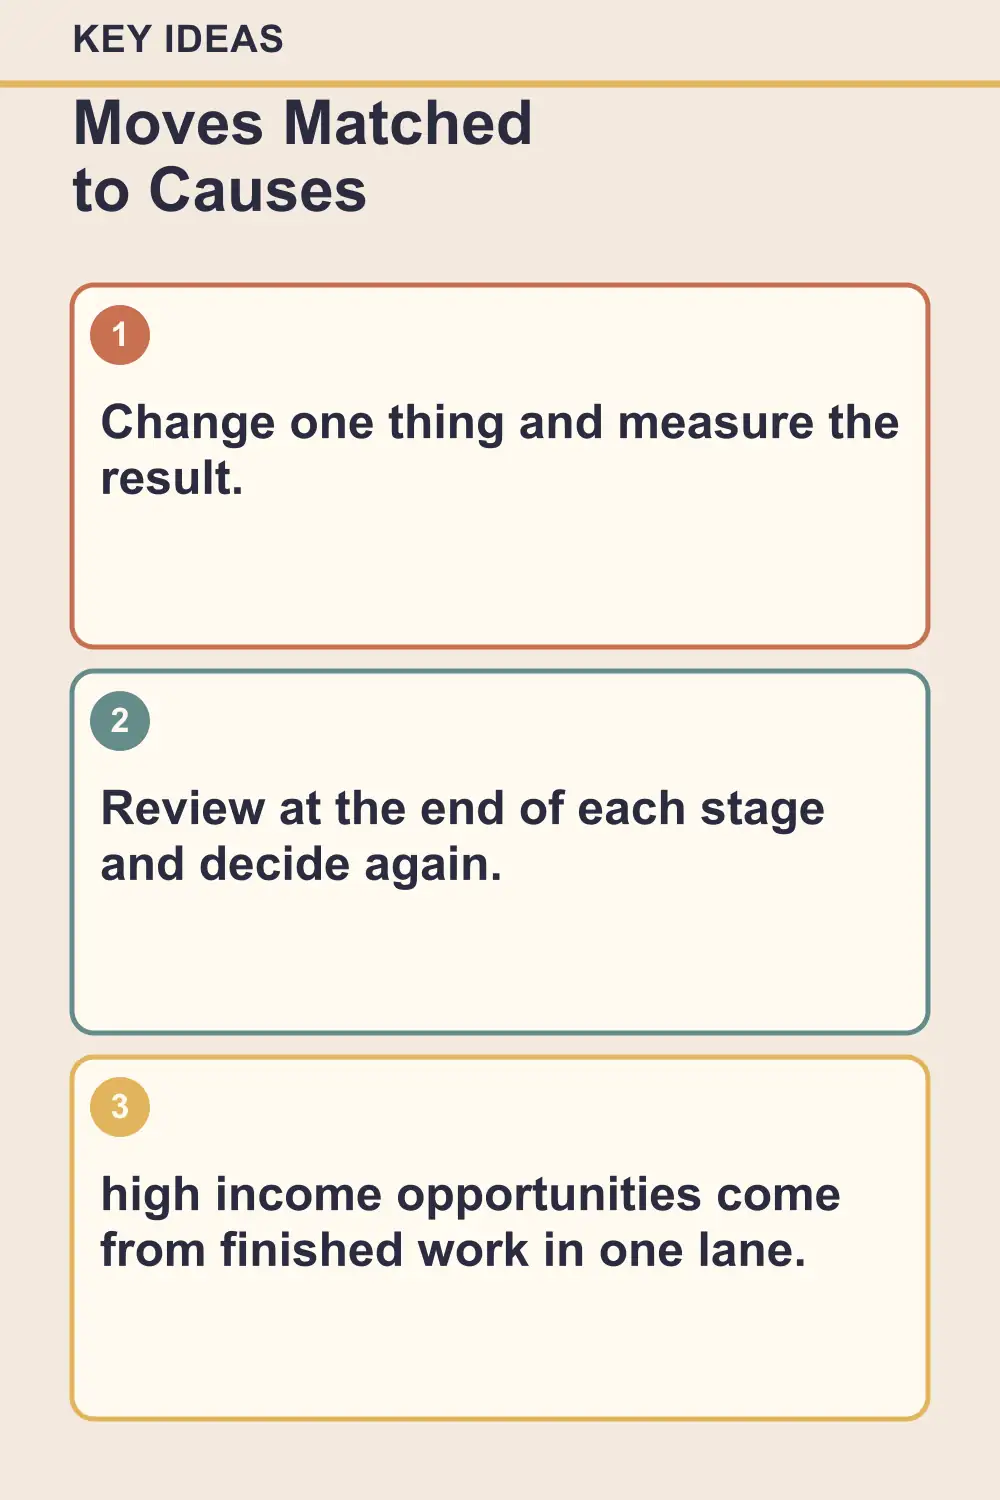 KEY IDEAS
Moves Matched
to Causes
1
Change one thing and measure the
result.
2
Review at the end of each stage
and decide again.
3
high income opportunities come
from finished work in one lane.